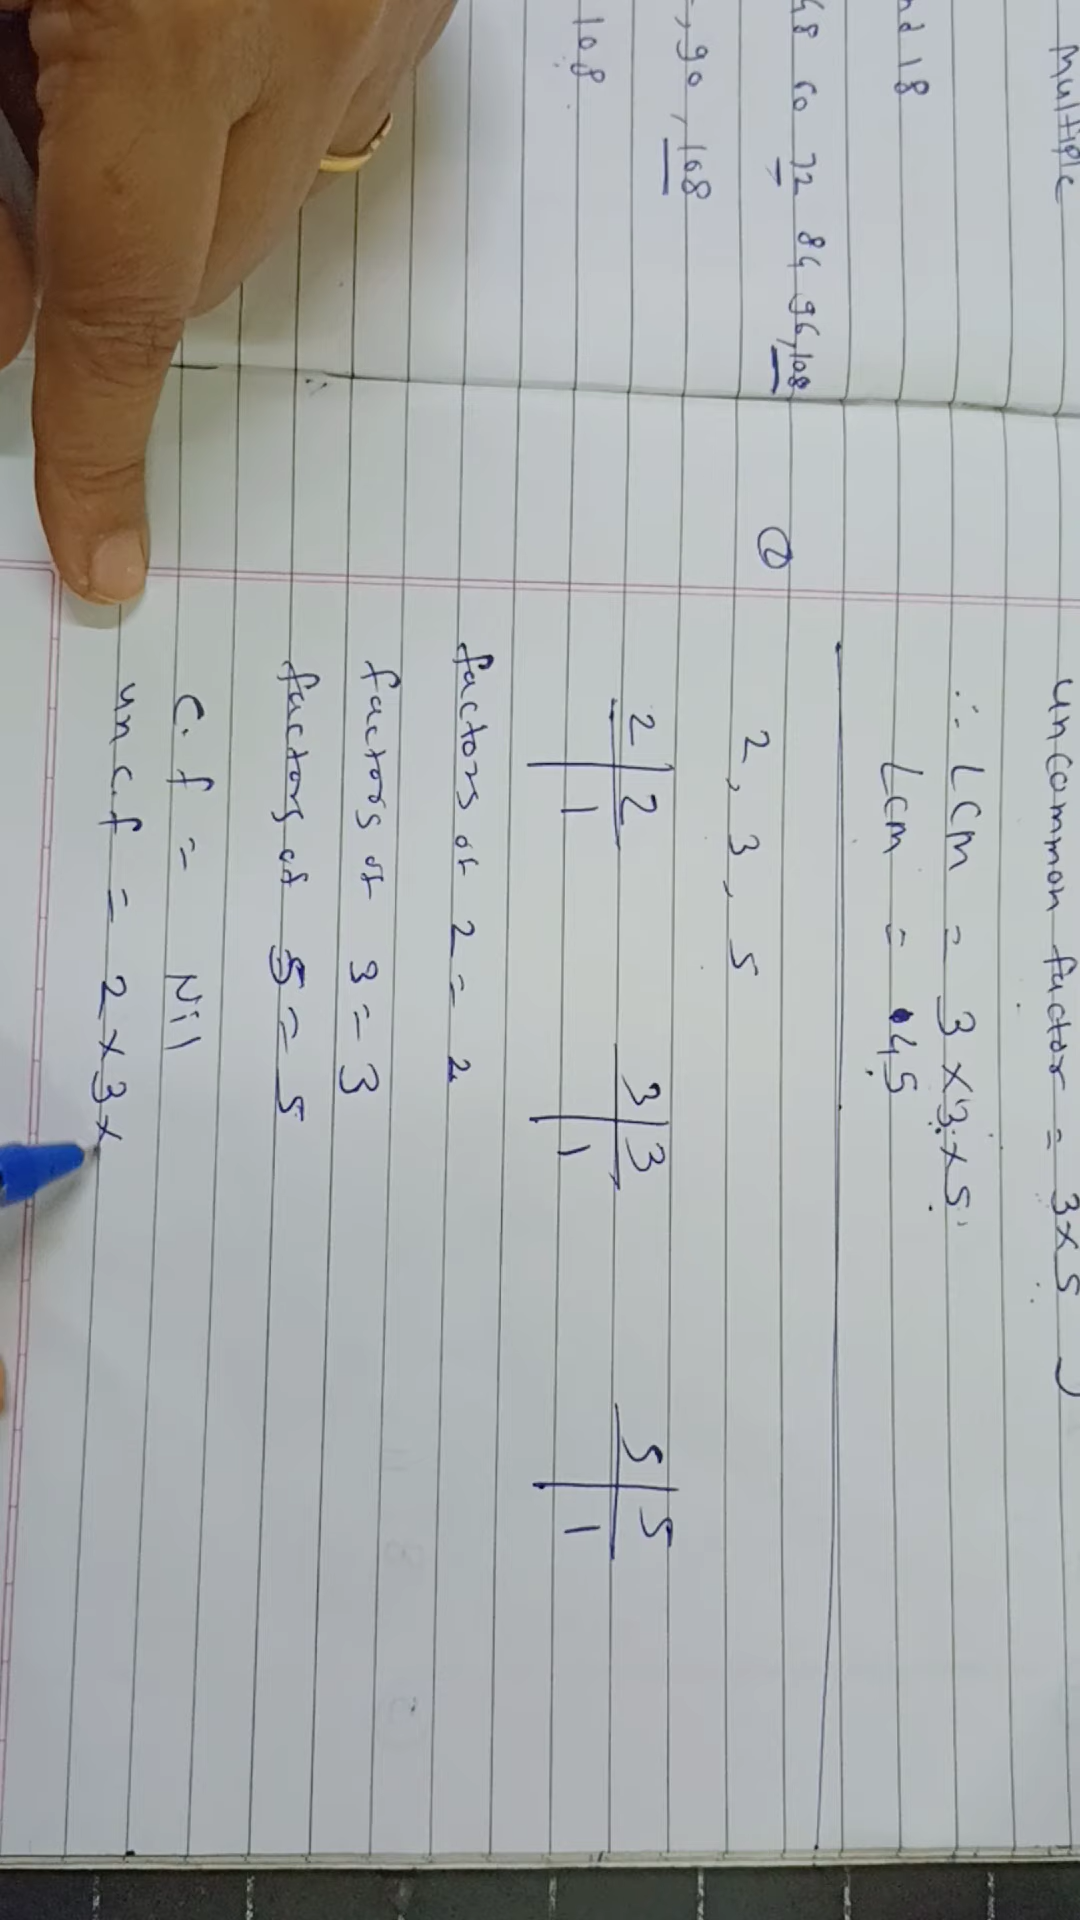 Multiple
nd 18
48 60 72 84 96, 108
, 90, 108
108
uncommon factor = 3 × 5
∴ LCM = 3 × 3 × 5
LCM = 45
② 2, 3, 5
2 | 2 3 | 3 5 | 5
1 1 1
factors of 2 = 2
factors of 3 = 3
factors of 5 = 5
C.f = Nil
un c.f = 2 × 3 ×